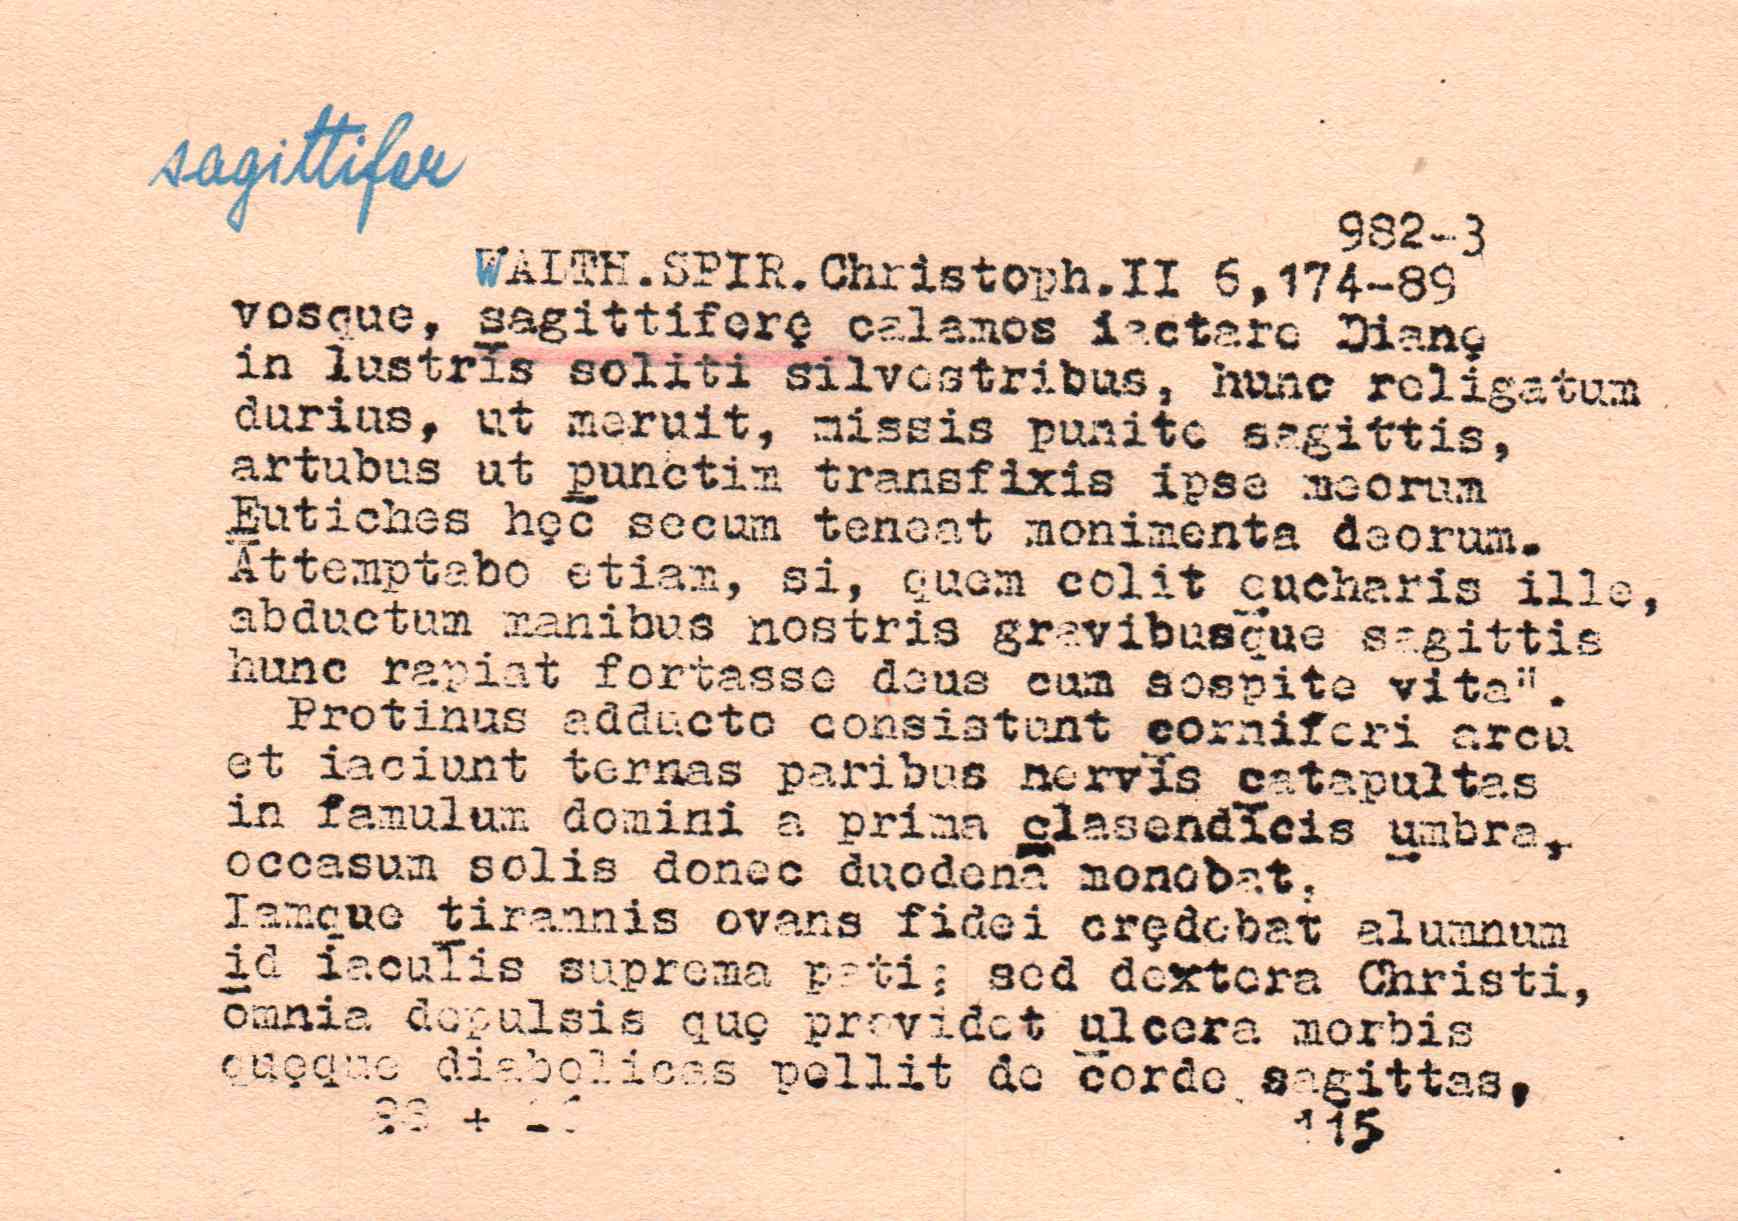 sagittifer
982-3
WALTH.SPIR.Christoph.II 6,174-89
vosque, sagittiferę calamos iactare Dianę
in lustris soliti silvestribus, hunc religatum
durius, ut meruit, missis punite sagittis,
artubus ut punctim transfixis ipse meorum
Eutiches hęc secum teneat monimenta deorum.
Attemptabo etiam, si, quem colit eucharis ille,
abductum manibus nostris gravibusque sagittis
hunc rapiat fortasse deus cum sospite vita".
Protinus adducto consistunt corniferi arcu
et iaciunt ternas paribus nervis catapultas
in famulum domini a prima clasendicis umbra,
occasum solis donec duodena monebat.
Iamque tirannis ovans fidei crędebat alumnum
id iaculis suprema pati; sed dextera Christi,
omnia depulsis quę providet ulcera morbis
quęque diabolicas pellit de corde sagittas,
115